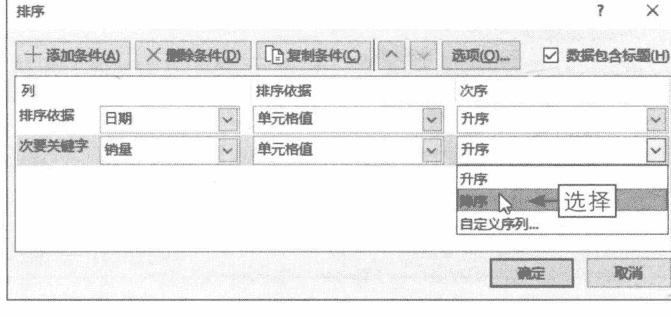 排序 ? ×
添加条件(A) 删除条件(D) 复制条件(C) 选项(O)... 数据包含标题(H)
列 排序依据 次序
排序依据 日期 单元格值 升序
次要关键字 销量 单元格值 升序
升序
降序 选择
自定义序列...
确定 取消